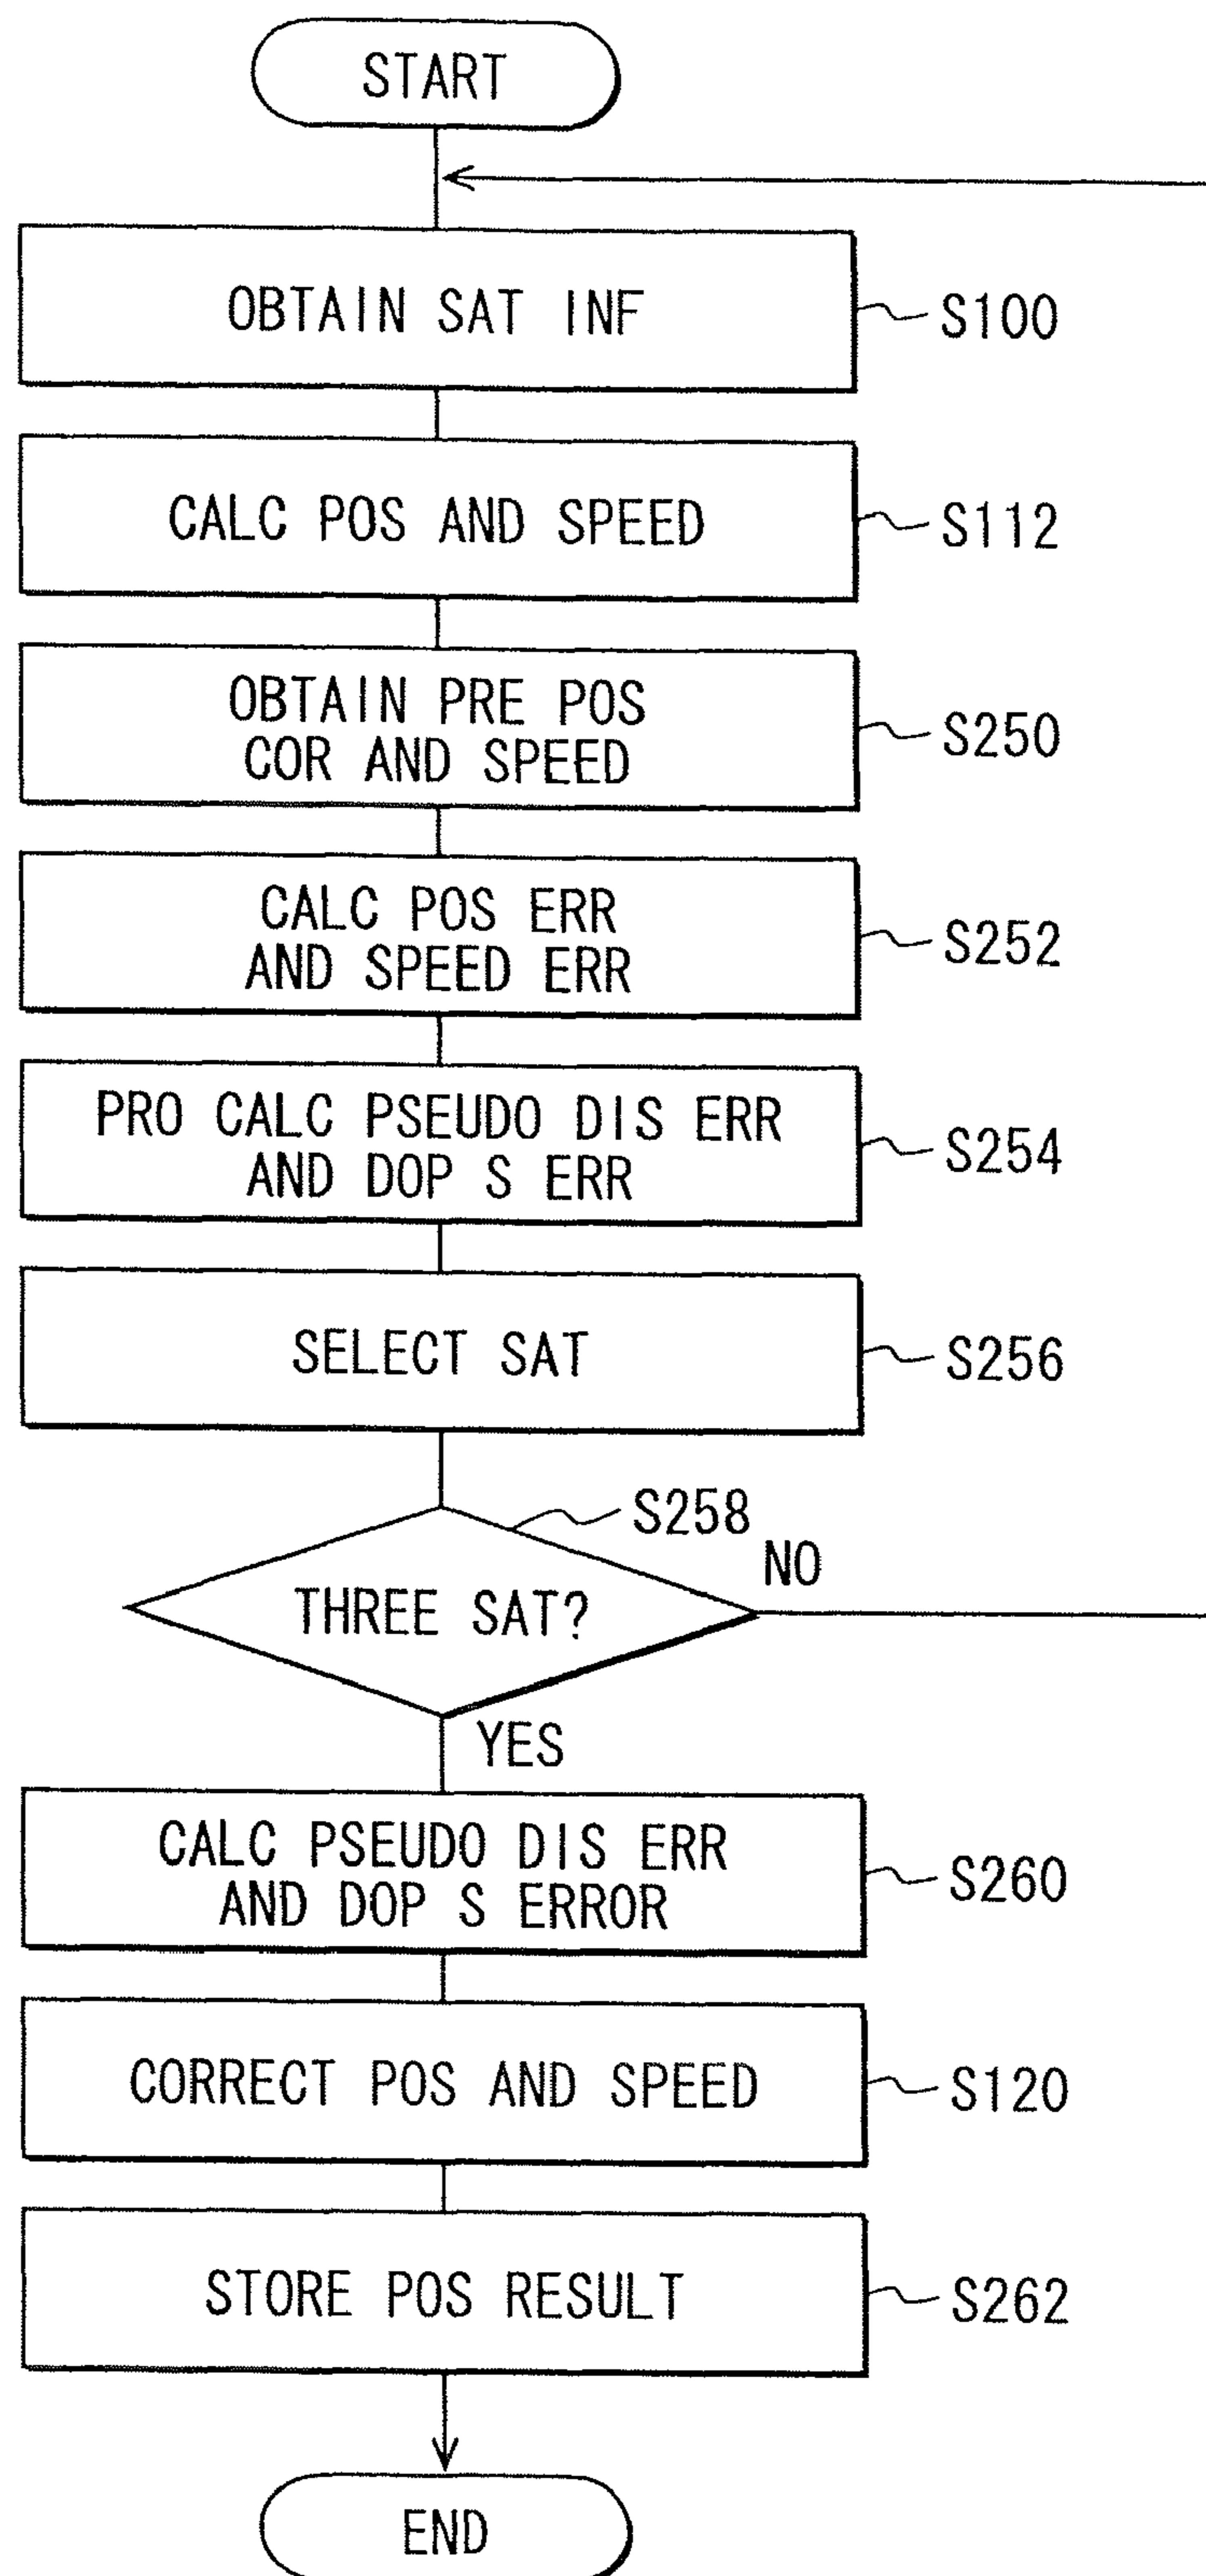 START
OBTAIN SAT INF
S100
CALC POS AND SPEED
S112
OBTAIN PRE POS
COR AND SPEED
S250
CALC POS ERR
AND SPEED ERR
S252
PRO CALC PSEUDO DIS ERR
AND DOP S ERR
S254
SELECT SAT
S256
S258
THREE SAT?
NO
YES
CALC PSEUDO DIS ERR
AND DOP S ERROR
S260
CORRECT POS AND SPEED
S120
STORE POS RESULT
S262
END